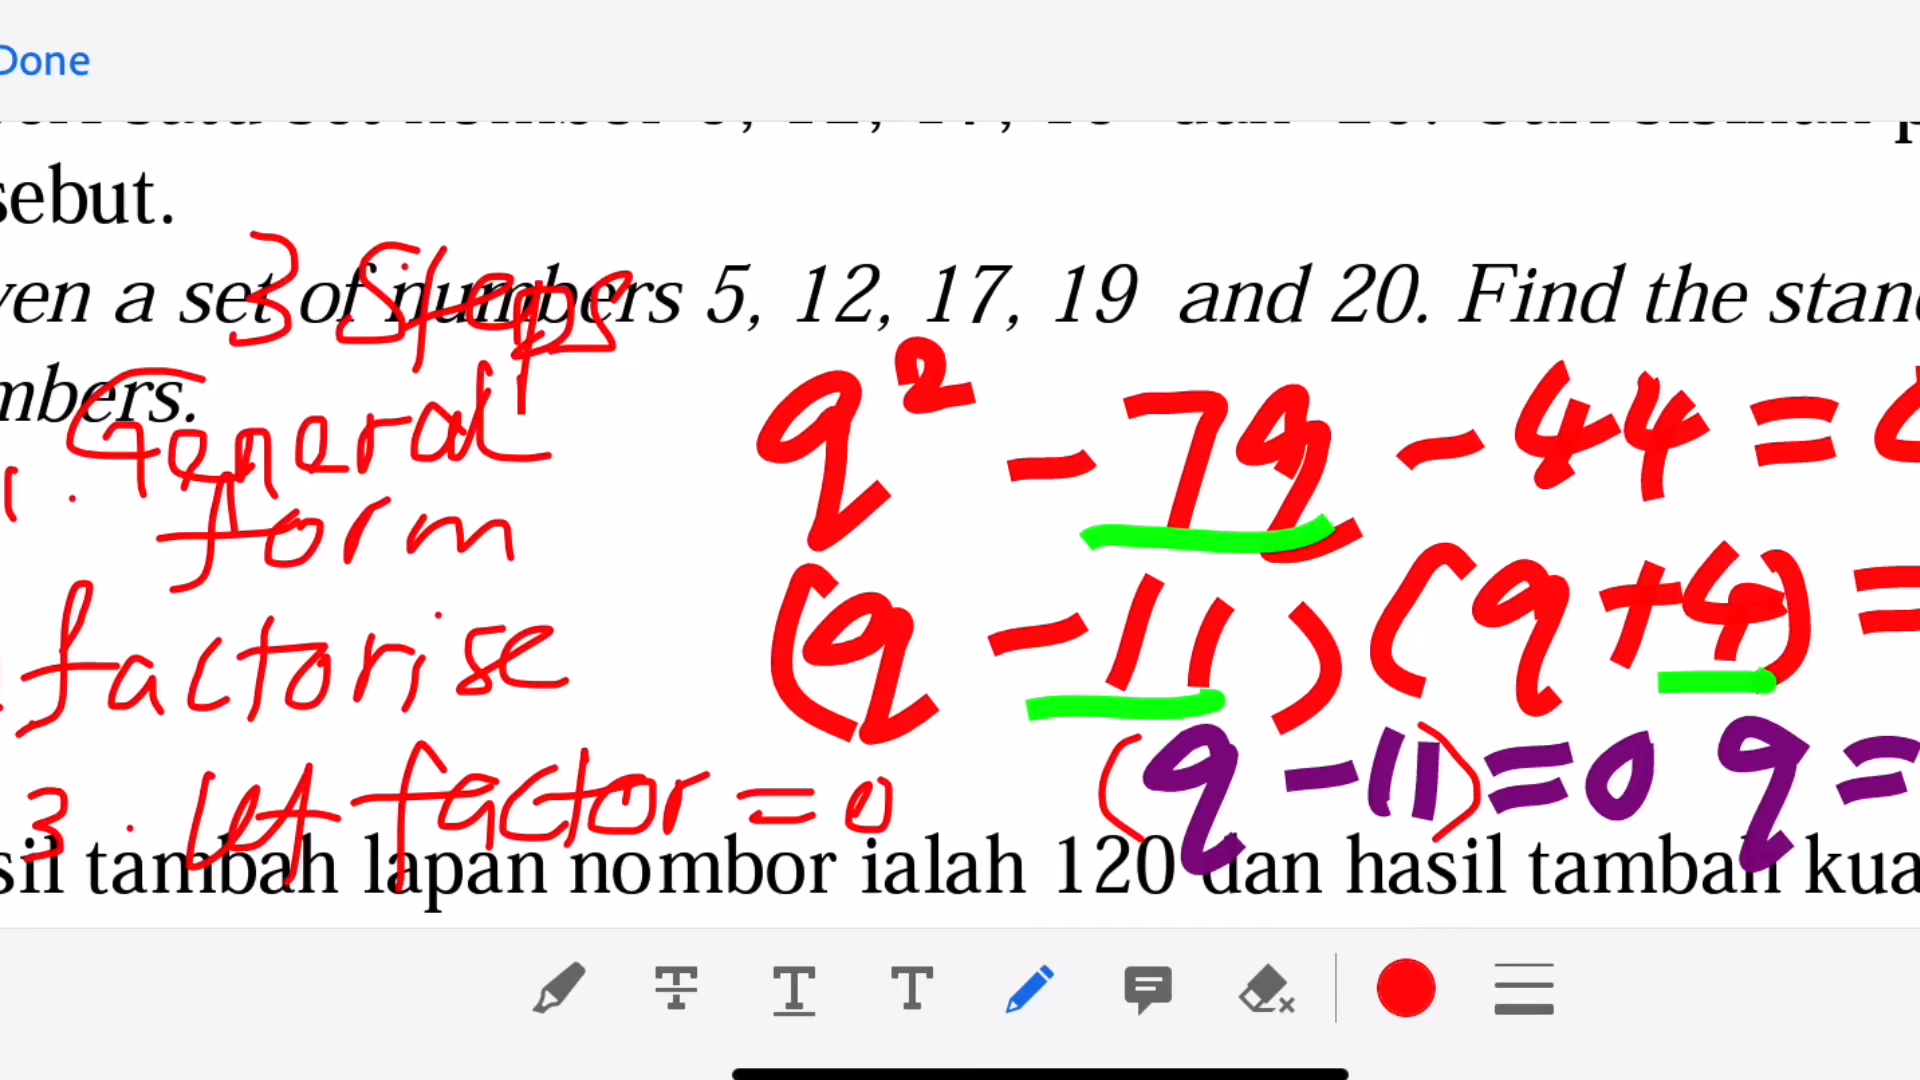 Done
sebut.
3 steps
ven a set of numbers 5, 12, 17, 19 and 20. Find the stan
mbers.
1. General
form
q² - 7q - 44 =
factorise
(q - 11) (q + 4) =
3. let factor = 0
(q - 11) = 0 q =
sil tambah lapan nombor ialah 120 dan hasil tambah kua